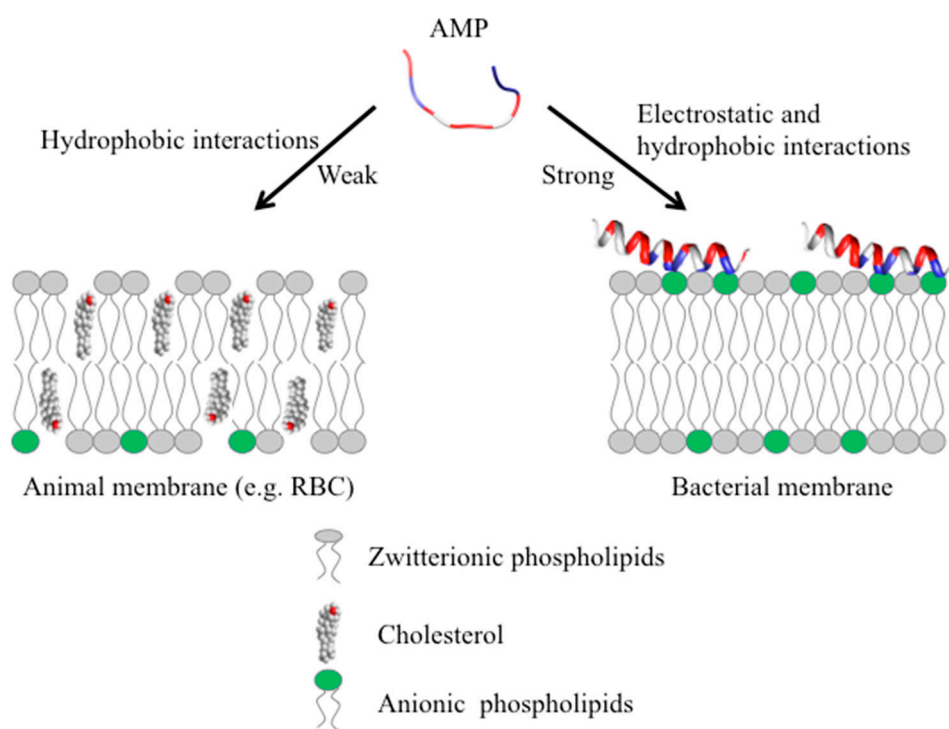 AMP
Hydrophobic interactions
Weak
Electrostatic and
hydrophobic interactions
Strong
Animal membrane (e.g. RBC)
Bacterial membrane
Zwitterionic phospholipids
Cholesterol
Anionic phospholipids